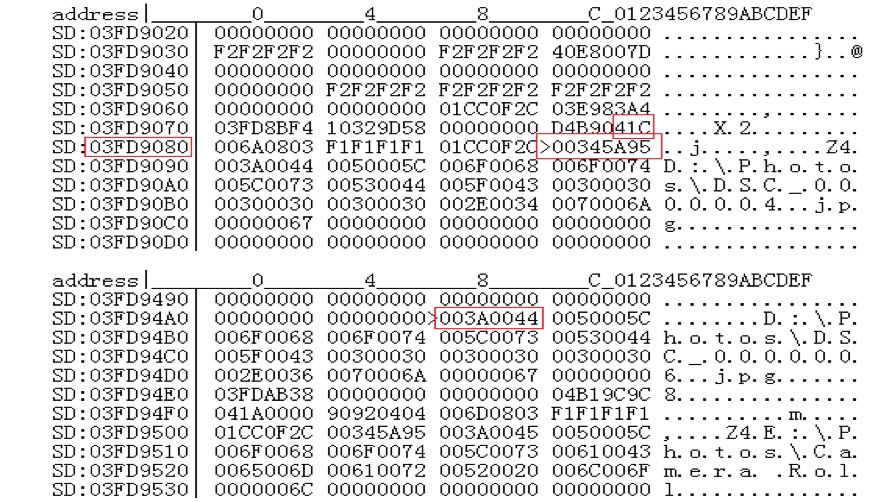 address|________0________4________8________C_0123456789ABCDEF
SD:03FD9020| 00000000 00000000 00000000 00000000 ................
SD:03FD9030| F2F2F2F2 00000000 F2F2F2F2 40E8007D .............}..@
SD:03FD9040| 00000000 00000000 00000000 00000000 ................
SD:03FD9050| 00000000 F2F2F2F2 F2F2F2F2 F2F2F2F2 ................
SD:03FD9060| 00000000 00000000 01CC0F2C 03E983A4 ........,.......
SD:03FD9070| 03FD8BF4 10329D58 00000000 D4B9041C ....X.2.........
SD:03FD9080| 006A0803 F1F1F1F1 01CC0F2C>00345A95 ..j.....,....Z4.
SD:03FD9090| 003A0044 0050005C 006F0068 006F0074 D.:.\.P.h.o.t.o.
SD:03FD90A0| 005C0073 00530044 005F0043 00300030 s.\.D.S.C._.0.0.
SD:03FD90B0| 00300030 00300030 002E0034 0070006A 0.0.0.0.4...j.p.
SD:03FD90C0| 00000067 00000000 00000000 00000000 g...............
SD:03FD90D0| 00000000 00000000 00000000 00000000 ................
address|________0________4________8________C_0123456789ABCDEF
SD:03FD9490| 00000000 00000000 00000000 00000000 ................
SD:03FD94A0| 00000000 00000000>003A0044 0050005C ........D.:.\.P.
SD:03FD94B0| 006F0068 006F0074 005C0073 00530044 h.o.t.o.s.\.D.S.
SD:03FD94C0| 005F0043 00300030 00300030 00300030 C._.0.0.0.0.0.0.
SD:03FD94D0| 002E0036 0070006A 00000067 00000000 6...j.p.g.......
SD:03FD94E0| 03FDAB38 00000000 00000000 04B19C9C 8...............
SD:03FD94F0| 041A0000 90920404 006D0803 F1F1F1F1 ..........m.....
SD:03FD9500| 01CC0F2C 00345A95 003A0045 0050005C ,....Z4.E.:.\.P.
SD:03FD9510| 006F0068 006F0074 005C0073 00610043 h.o.t.o.s.\.C.a.
SD:03FD9520| 0065006D 00610072 00520020 006C006F m.e.r.a. .R.o.l.
SD:03FD9530| 0000006C 00000000 00000000 00000000 l...............